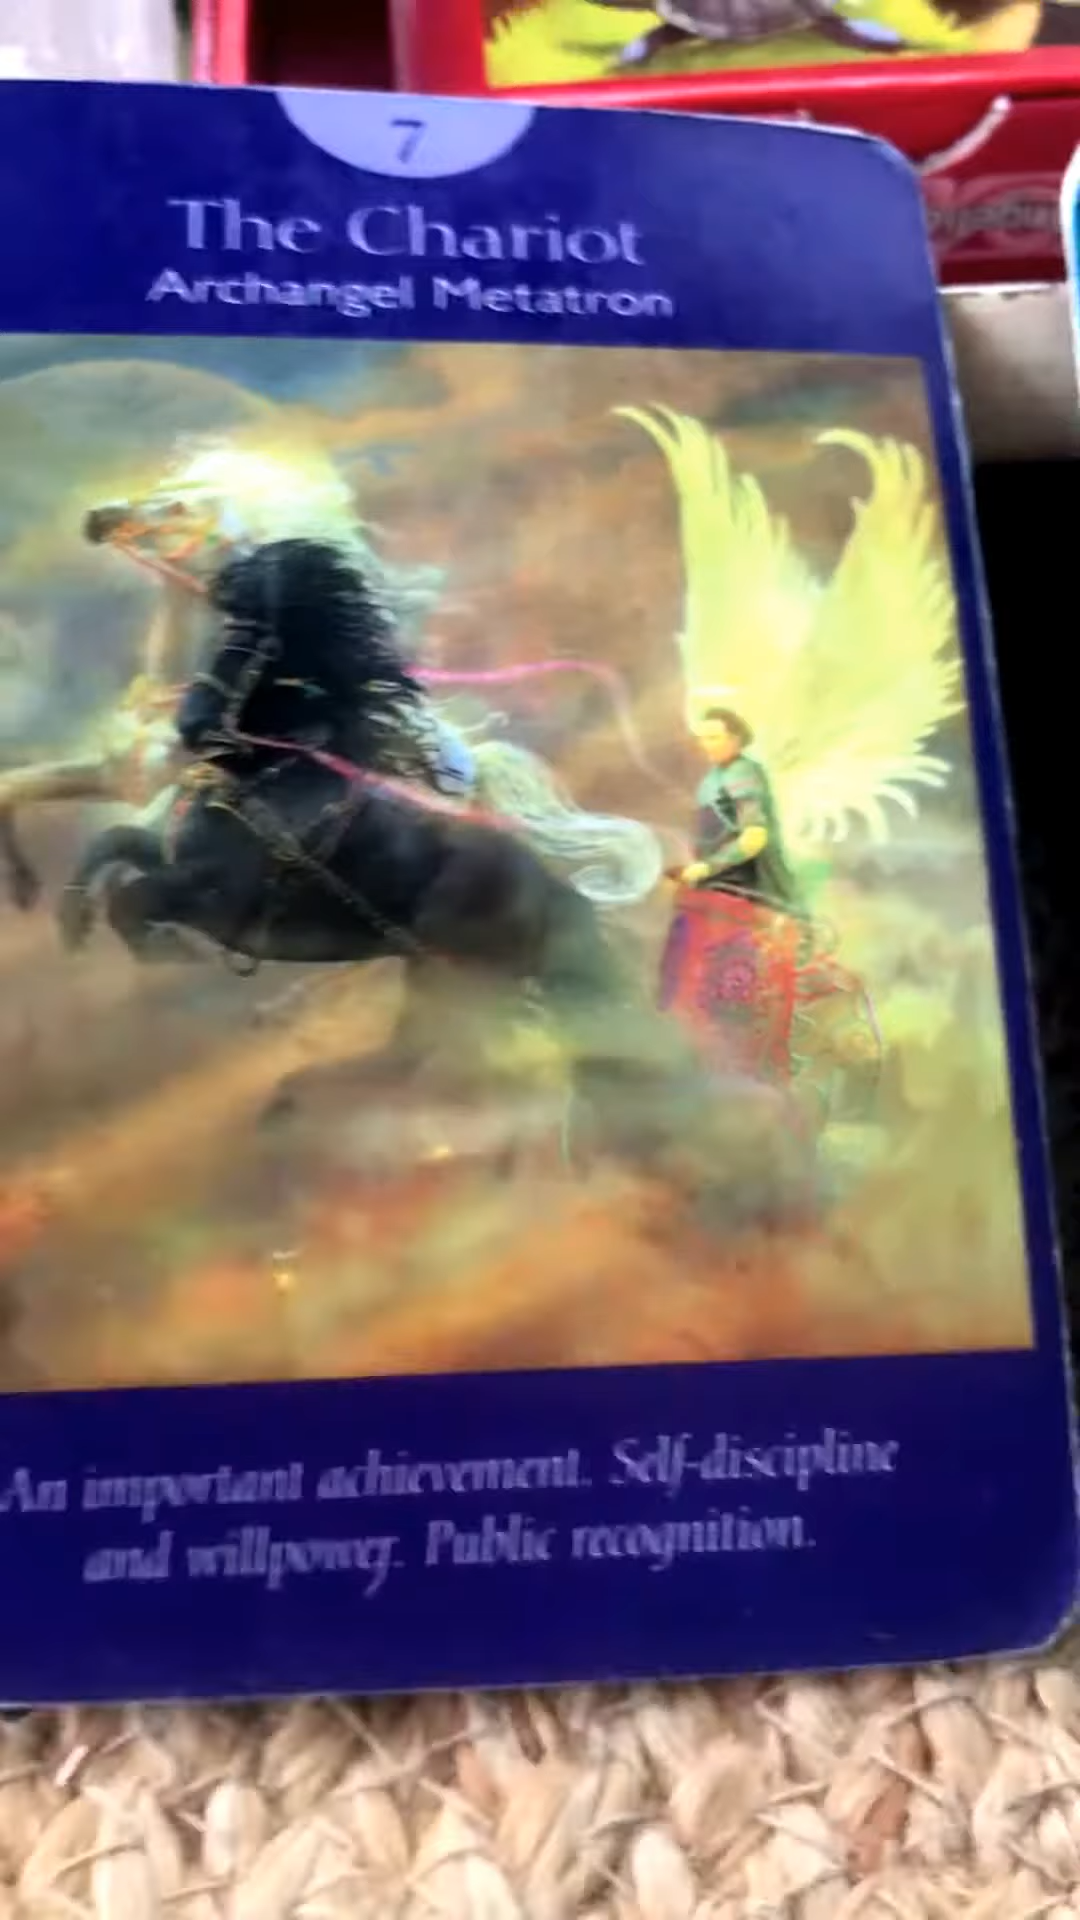 7
The Chariot
Archangel Metatron
An important achievement. Self-discipline
and willpower. Public recognition.